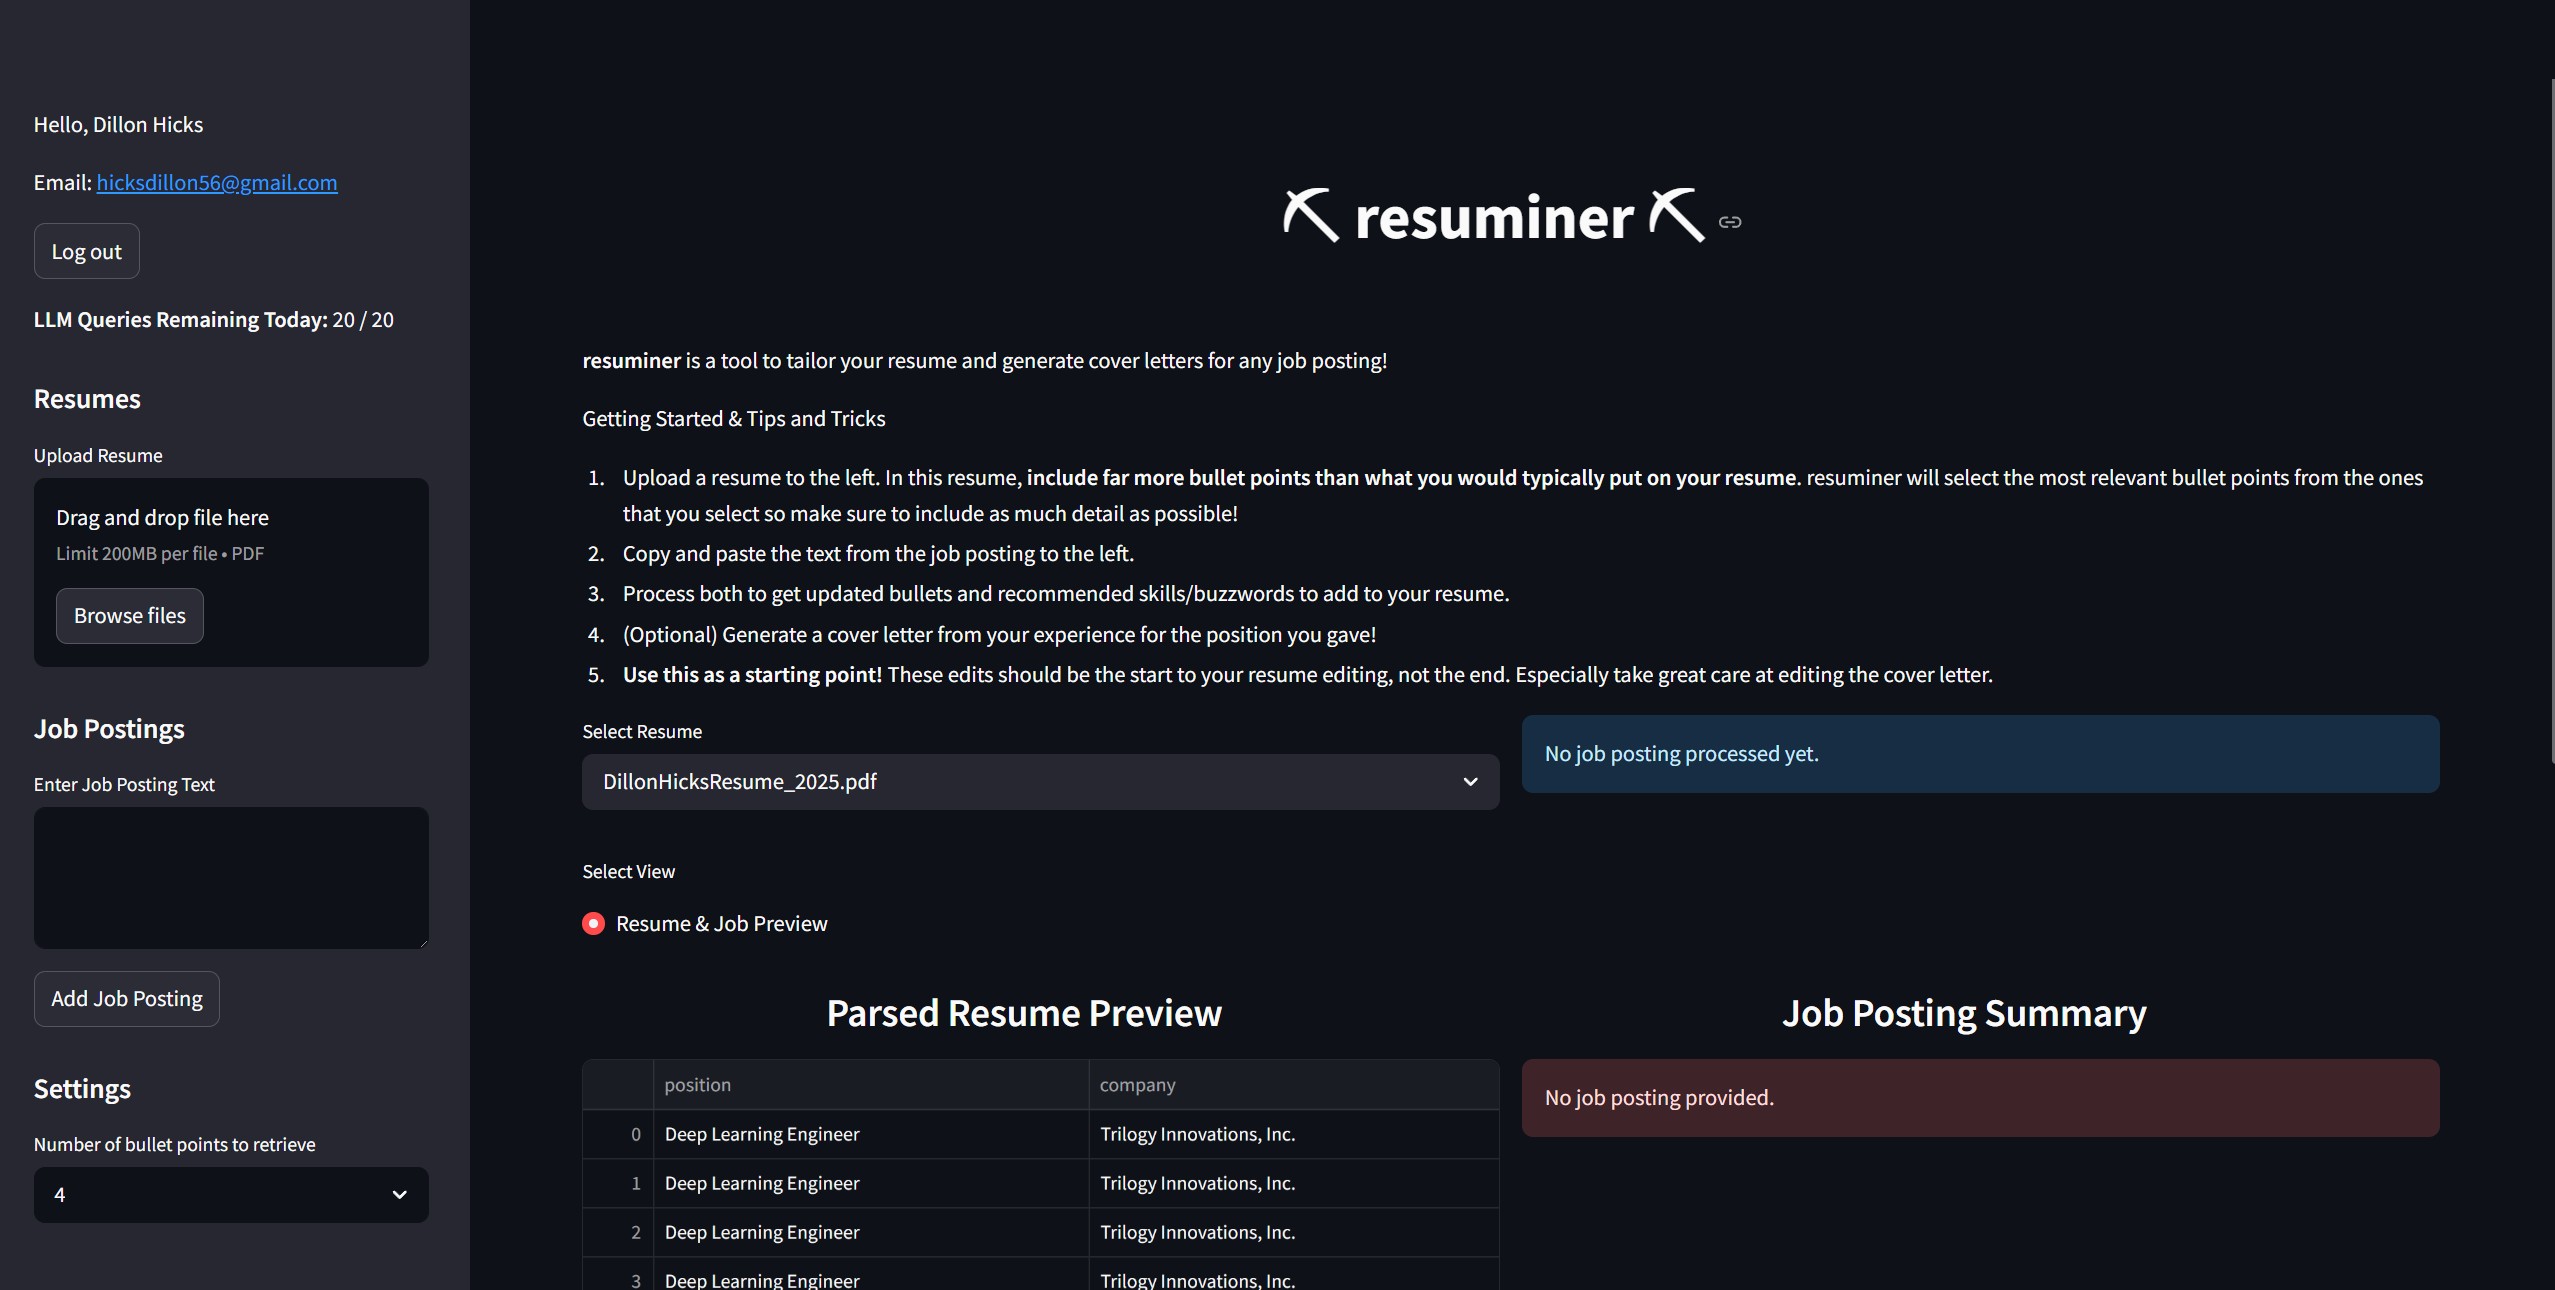 Hello, Dillon Hicks
Email: hicksdillon56@gmail.com
Log out
LLM Queries Remaining Today: 20 / 20
Resumes
Upload Resume
Drag and drop file here
Limit 200MB per file • PDF
Browse files
Job Postings
Enter Job Posting Text
Add Job Posting
Settings
Number of bullet points to retrieve
4
resuminer
resuminer is a tool to tailor your resume and generate cover letters for any job posting!
Getting Started & Tips and Tricks
1. Upload a resume to the left. In this resume, include far more bullet points than what you would typically put on your resume. resuminer will select the most relevant bullet points from the ones
that you select so make sure to include as much detail as possible!
2. Copy and paste the text from the job posting to the left.
3. Process both to get updated bullets and recommended skills/buzzwords to add to your resume.
4. (Optional) Generate a cover letter from your experience for the position you gave!
5. Use this as a starting point! These edits should be the start to your resume editing, not the end. Especially take great care at editing the cover letter.
Select Resume
DillonHicksResume_2025.pdf
No job posting processed yet.
Select View
Resume & Job Preview
Parsed Resume Preview
position company
0 Deep Learning Engineer Trilogy Innovations, Inc.
1 Deep Learning Engineer Trilogy Innovations, Inc.
2 Deep Learning Engineer Trilogy Innovations, Inc.
3 Deep Learning Engineer Trilogy Innovations, Inc.
Job Posting Summary
No job posting provided.